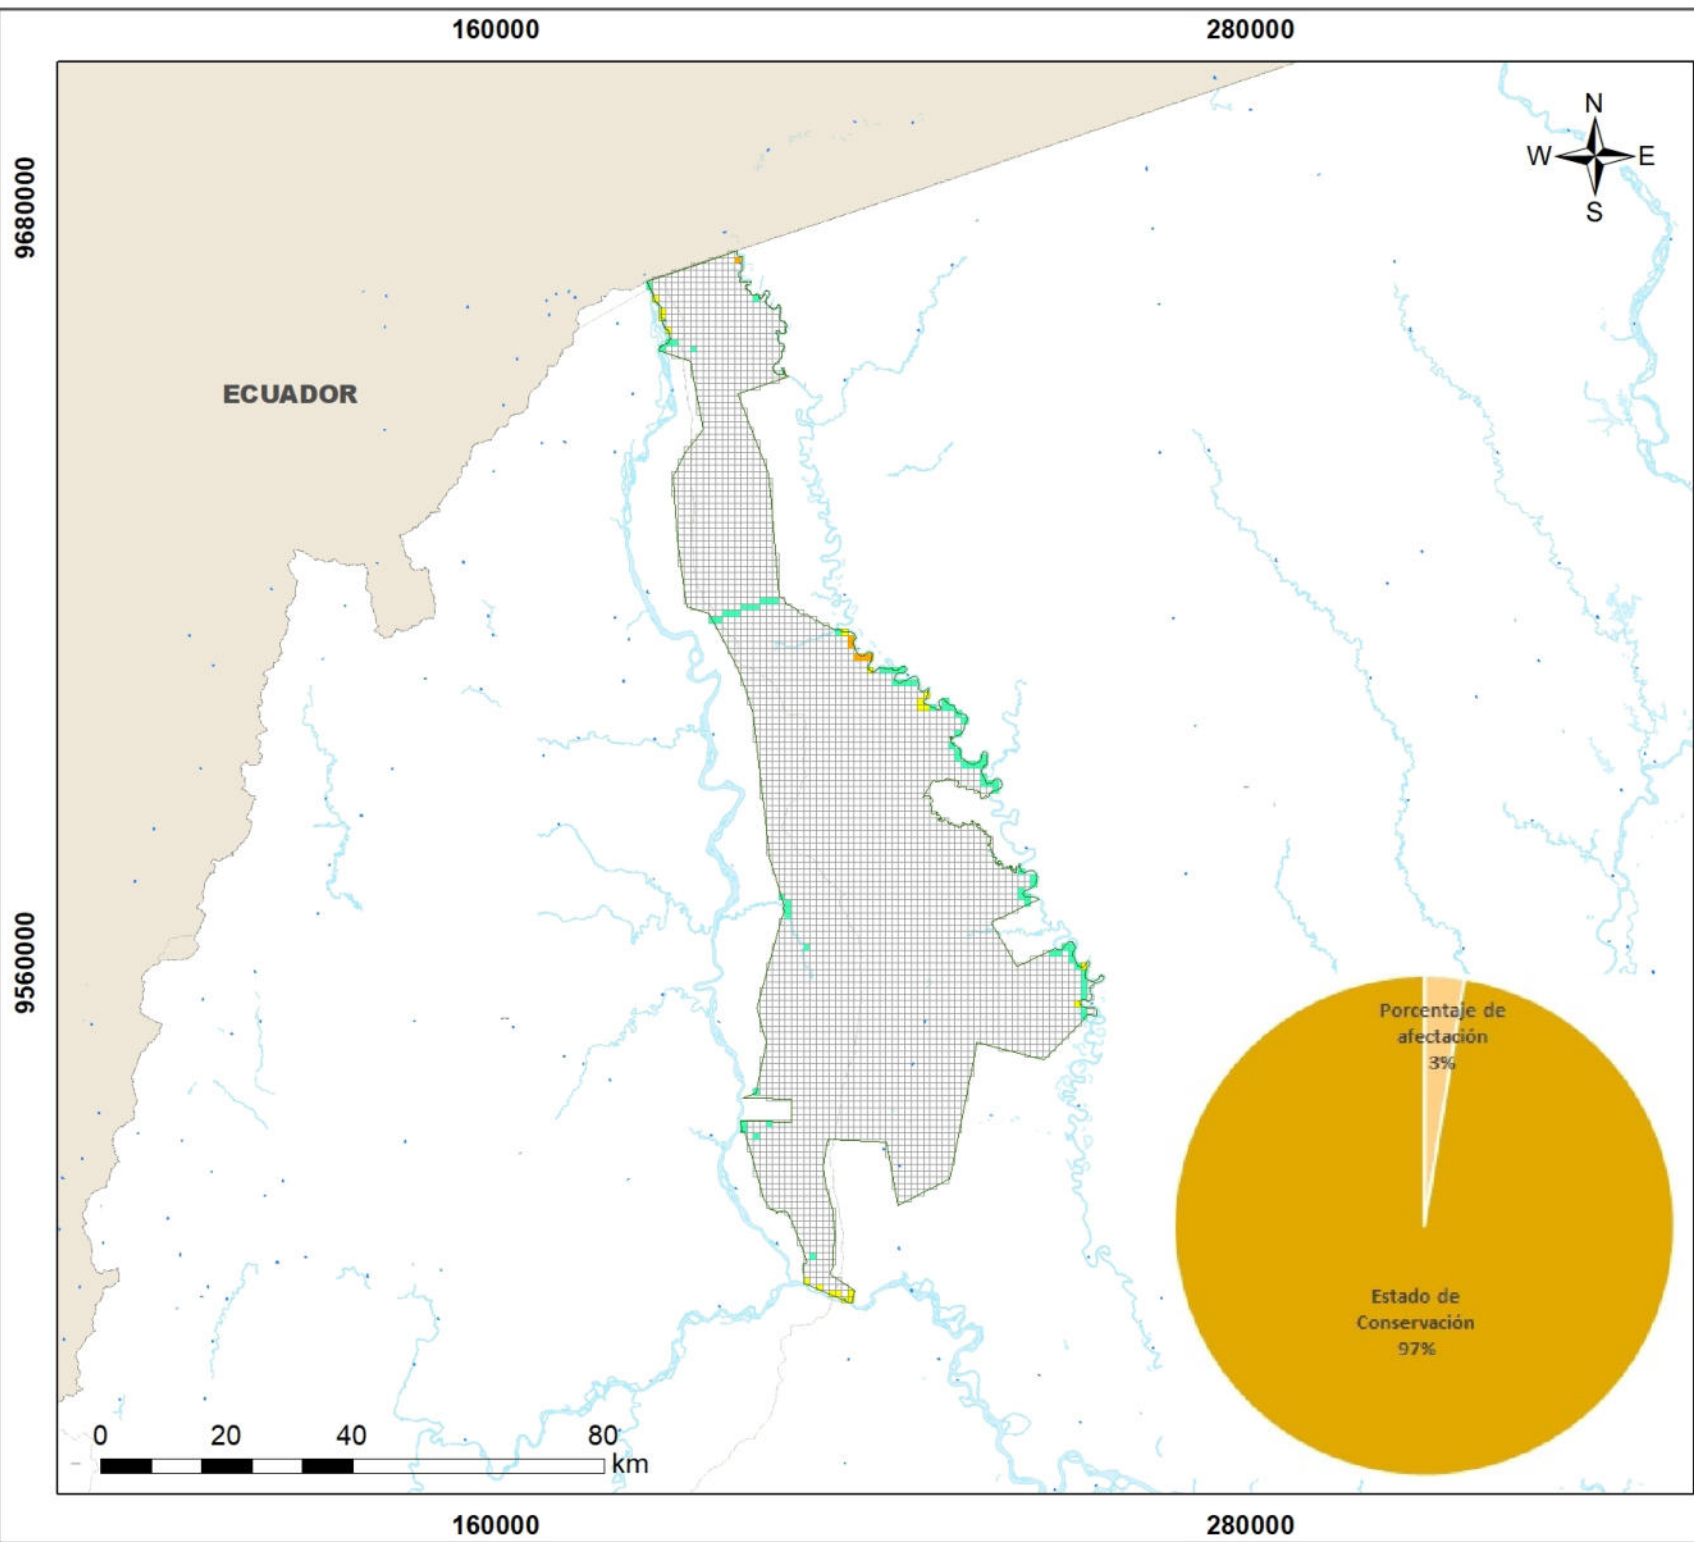 160000 280000
N
W E
S
9680000
ECUADOR
9560000
Porcentaje de
afectación
3%
Estado de
Conservación
97%
0 20 40 80
km
160000 280000